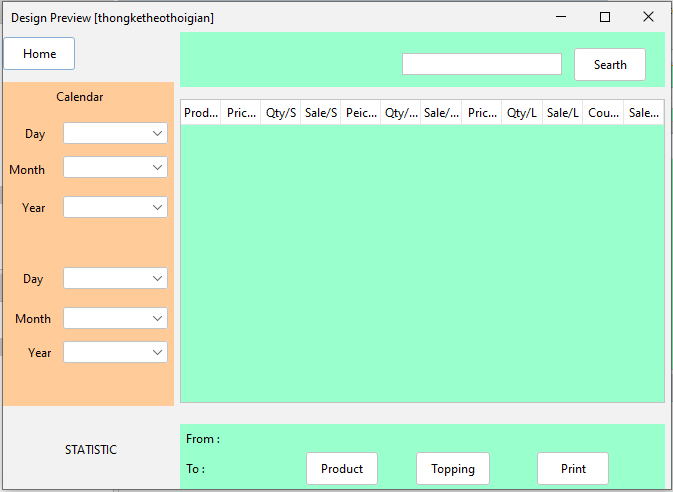 Design Preview [thongketheothoigian]
Home
Searth
Calendar
Day
Month
Year
Day
Month
Year
Prod... Pric... Qty/S Sale/S Peic... Qty/... Sale/... Pric... Qty/L Sale/L Cou... Sale...
STATISTIC
From :
To :
Product
Topping
Print